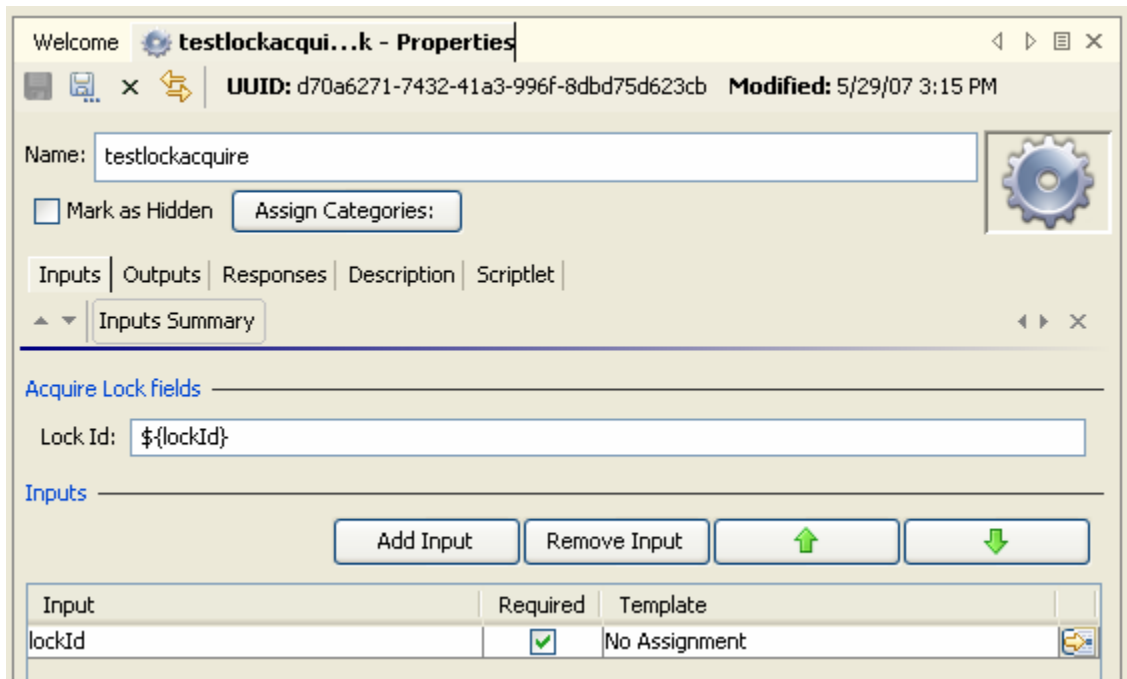 Welcome testlockacqui...k - Properties
UUID: d70a6271-7432-41a3-996f-8dbd75d623cb Modified: 5/29/07 3:15 PM
Name: testlockacquire
Mark as Hidden Assign Categories:
Inputs Outputs Responses Description Scriptlet
Inputs Summary
Acquire Lock fields
Lock Id: ${lockId}
Inputs
Add Input Remove Input
Input Required Template
lockId No Assignment